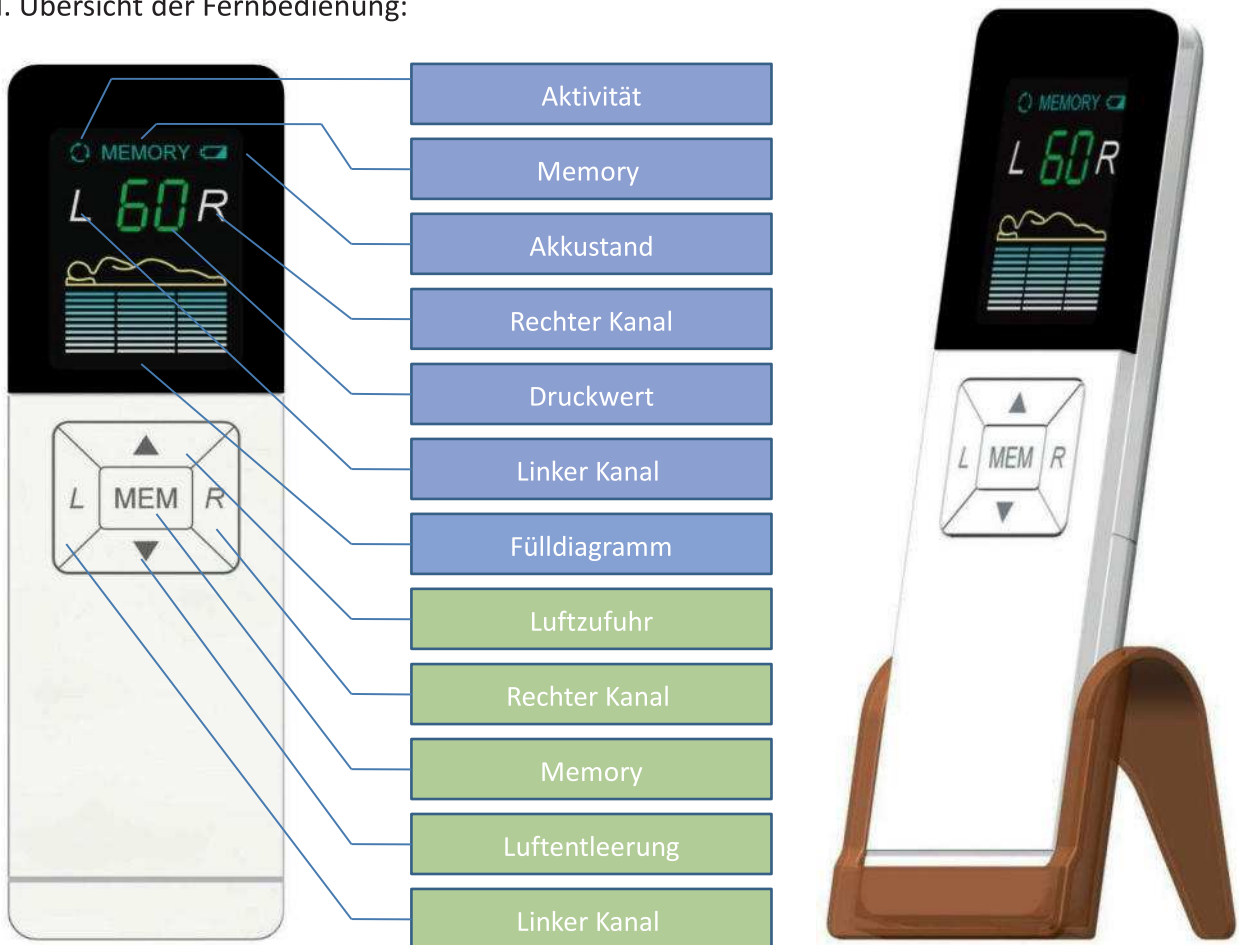 . Übersicht der Fernbedienung:
Aktivität
Memory
Akkustand
Rechter Kanal
Druckwert
Linker Kanal
Fülldiagramm
Luftzufuhr
Rechter Kanal
Memory
Luftentleerung
Linker Kanal
MEMORY
L 60 R
L MEM R
MEMORY
L 60 R
L MEM R